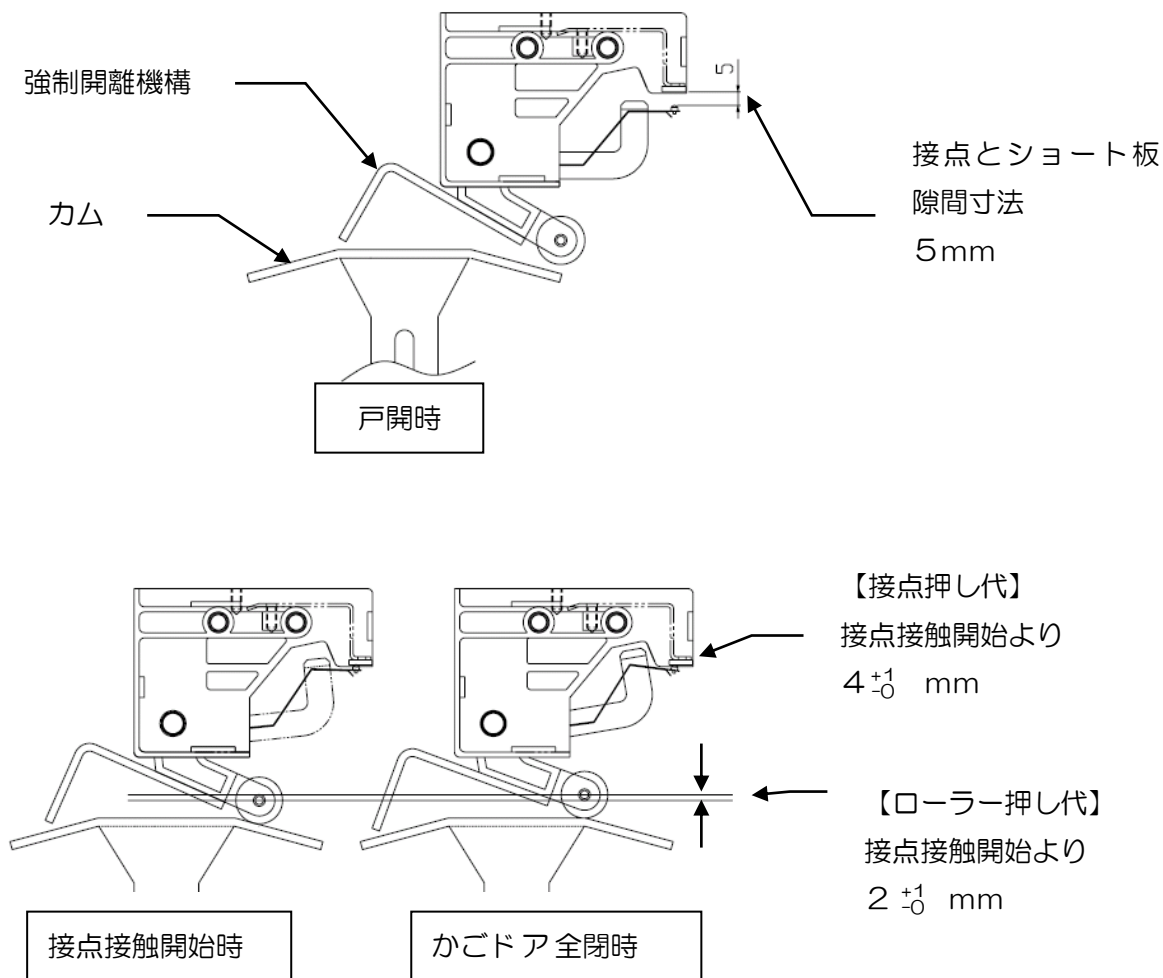 強制開離機構
カム
5
接点とショート板
隙間寸法
5mm
戸開時
【接点押し代】
接点接触開始より
4 +1 -0 mm
【ローラー押し代】
接点接触開始より
2 +1 -0 mm
接点接触開始時
かごドア全閉時